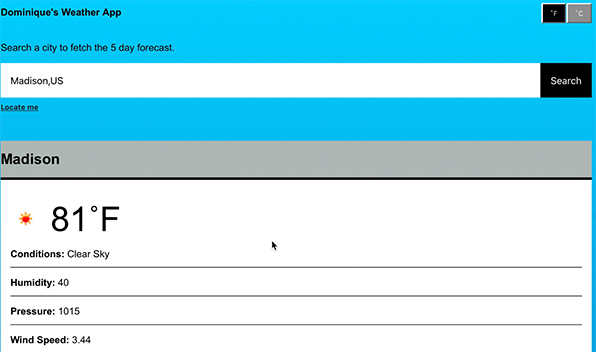 Dominique's Weather App
°F °C
Search a city to fetch the 5 day forecast.
Madison,US Search
Locate me
Madison
81°F
Conditions: Clear Sky
Humidity: 40
Pressure: 1015
Wind Speed: 3.44